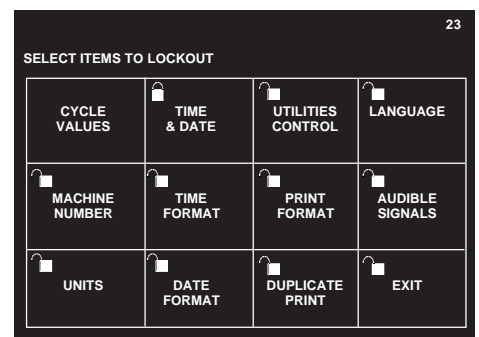 23
SELECT ITEMS TO LOCKOUT
CYCLE
VALUES
TIME
& DATE
UTILITIES
CONTROL
LANGUAGE
MACHINE
NUMBER
TIME
FORMAT
PRINT
FORMAT
AUDIBLE
SIGNALS
UNITS
DATE
FORMAT
DUPLICATE
PRINT
EXIT